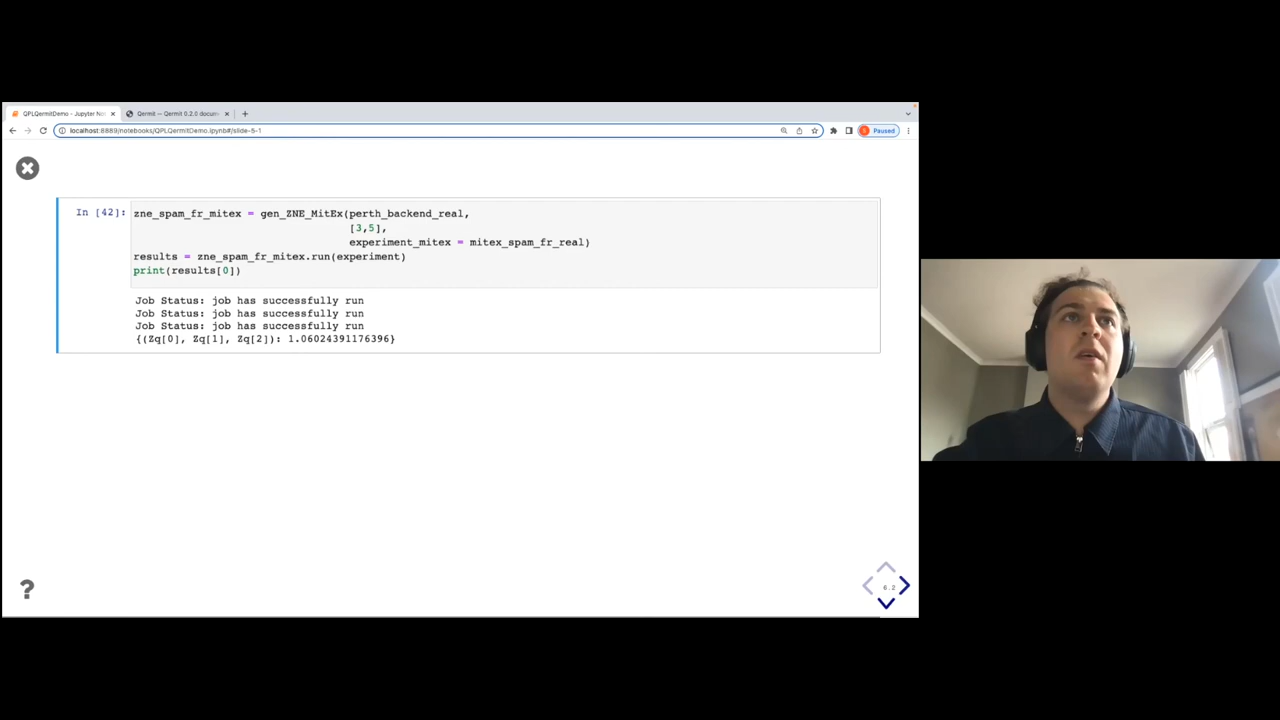 QPLQermitDemo - Jupyter No
Qermit — Qermit 0.2.0 docum
localhost:8889/notebooks/QPLQermitDemo.ipynb#/slide-5-1
S
Paused
In [42]:
zne_spam_fr_mitex = gen_ZNE_MitEx(perth_backend_real,
[3,5],
experiment_mitex = mitex_spam_fr_real)
results = zne_spam_fr_mitex.run(experiment)
print(results[0])
Job Status: job has successfully run
Job Status: job has successfully run
Job Status: job has successfully run
{(Zq[0], Zq[1], Zq[2]): 1.06024391176396}
?
6.2